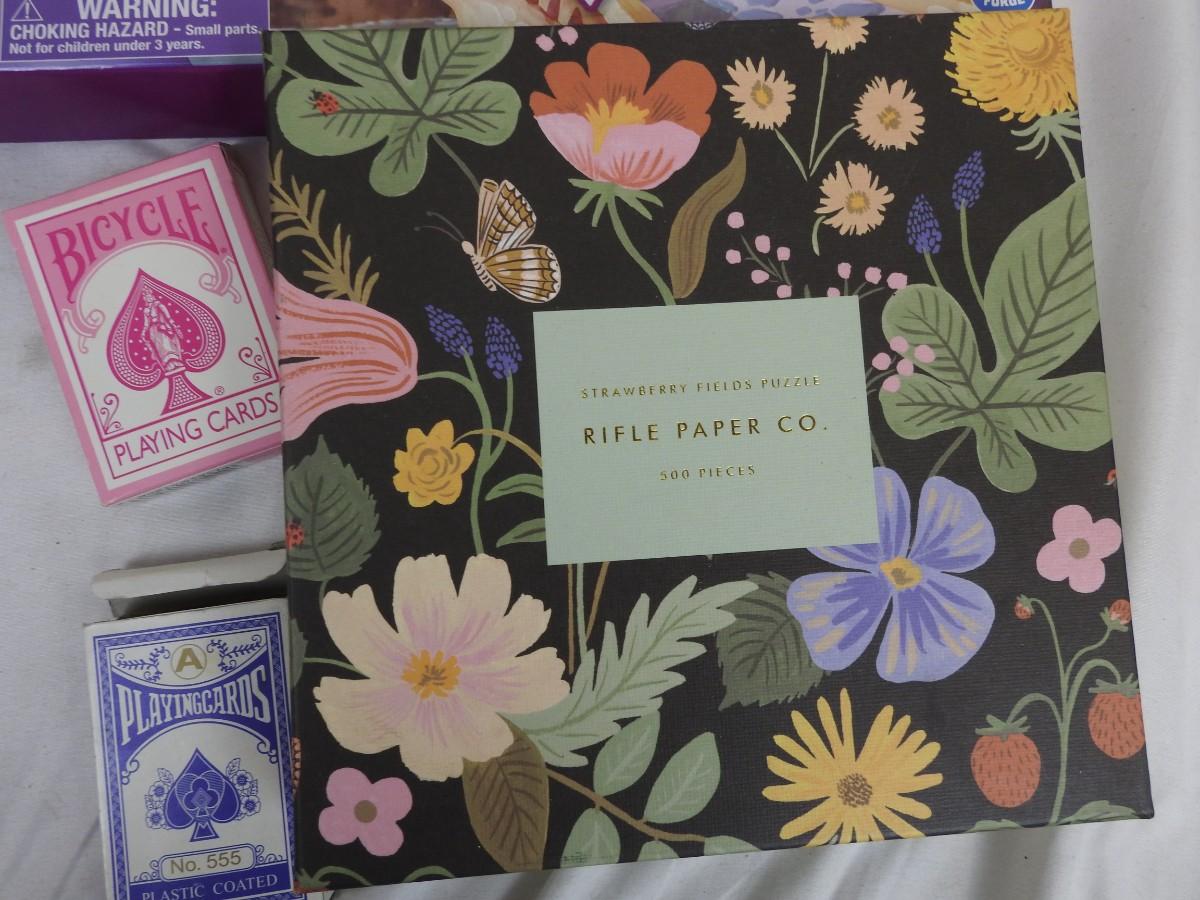 WARNING:
CHOKING HAZARD - Small parts.
Not for children under 3 years.
FORGE
BICYCLE®
®
PLAYING CARDS
STRAWBERRY FIELDS PUZZLE
RIFLE PAPER CO.
500 PIECES
A
PLAYINGCARDS
No. 555
PLASTIC COATED